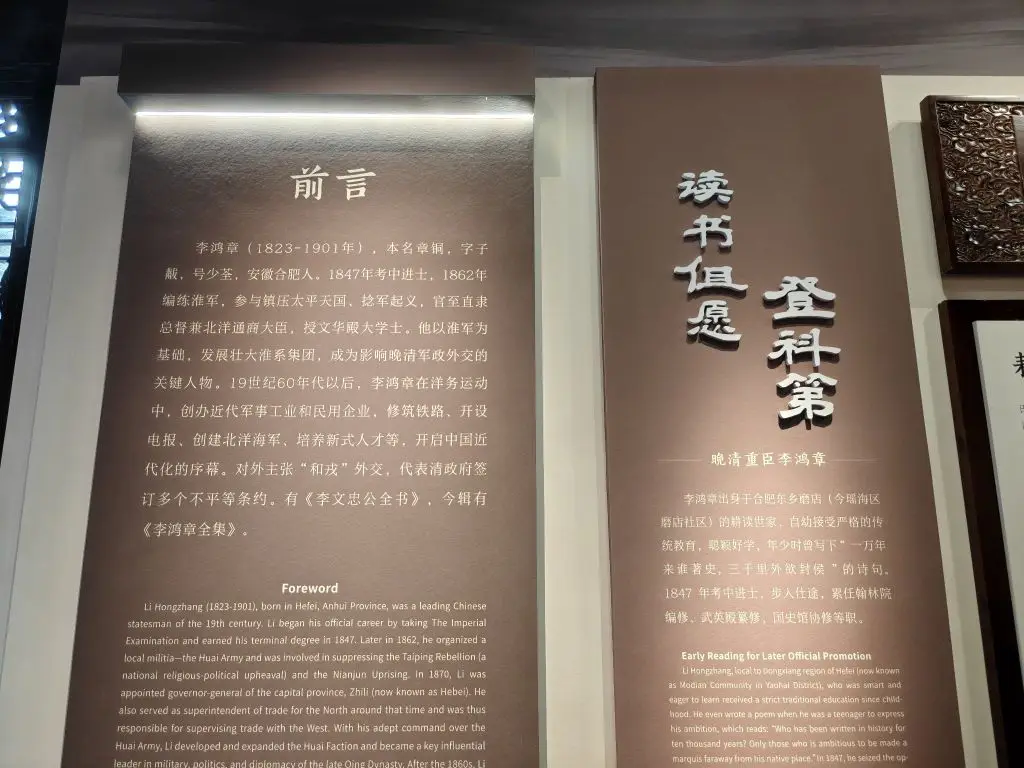 前言
李鸿章（1823-1901年），本名章铜，字子
黻，号少荃，安徽合肥人。1847年考中进士，1862年
编练淮军，参与镇压太平天国、捻军起义，官至直隶
总督兼北洋通商大臣，授文华殿大学士。他以淮军为
基础，发展壮大淮系集团，成为影响晚清军政外交的
关键人物。19世纪60年代以后，李鸿章在洋务运动
中，创办近代军事工业和民用企业，修筑铁路、开设
电报、创建北洋海军、培养新式人才等，开启中国近
代化的序幕。对外主张“和戎”外交，代表清政府签
订多个不平等条约。有《李文忠公全书》，今辑有
《李鸿章全集》。
Foreword
Li Hongzhang (1823-1901), born in Hefei, Anhui Province, was a leading Chinese
statesman of the 19th century. Li began his official career by taking The Imperial
Examination and earned his terminal degree in 1847. Later in 1862, he organized a
local militia—the Huai Army and was involved in suppressing the Taiping Rebellion (a
national religious-political upheaval) and the Nianjun Uprising. In 1870, Li was
appointed governor-general of the capital province, Zhili (now known as Hebei). He
also served as superintendent of trade for the North around that time and was thus
responsible for supervising trade with the West. With his adept command over the
Huai Army, Li developed and expanded the Huai Faction and became a key influential
leader in military, politics, and diplomacy of the late Qing Dynasty. After the 1860s, Li
读书但愿
登科第
晚清重臣李鸿章
李鸿章出身于合肥东乡磨店（今瑶海区
磨店社区）的耕读世家，自幼接受严格的传
统教育，聪颖好学，年少时曾写下“一万年
来谁著史，三千里外欲封侯”的诗句。
1847 年考中进士，步入仕途，累任翰林院
编修、武英殿纂修、国史馆协修等职。
Early Reading for Later Official Promotion
Li Hongzhang, local to Dongxiang region of Hefei (now known
as Modian Community in Yaohai District), who was smart and
eager to learn received a strict traditional education since child-
hood. He even wrote a poem when he was a teenager to express
his ambition, which reads: "Who has been written in history for
ten thousand years? Only those who is ambitious to be made a
marquis faraway from his native place." In 1847, he seized the op-